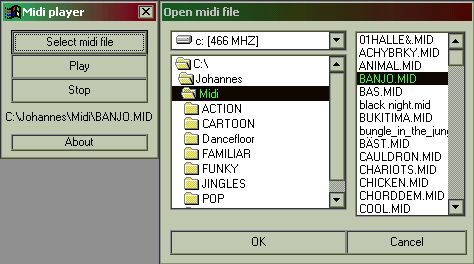 Midi player
Select midi file
Play
Stop
C:\Johannes\Midi\BANJO.MID
About
Open midi file
c: [466 MHZ]
C:\
Johannes
Midi
ACTION
CARTOON
Dancefloor
FAMILIAR
FUNKY
JINGLES
POP
01HALLE&.MID
ACHYBRKY.MID
ANIMAL.MID
BANJO.MID
BAS.MID
black night.mid
BUKITIMA.MID
bungle_in_the_jun
BÄST.MID
CAULDRON.MID
CHARIOTS.MID
CHICKEN.MID
CHORDDEM.MID
COOL.MID
OK
Cancel